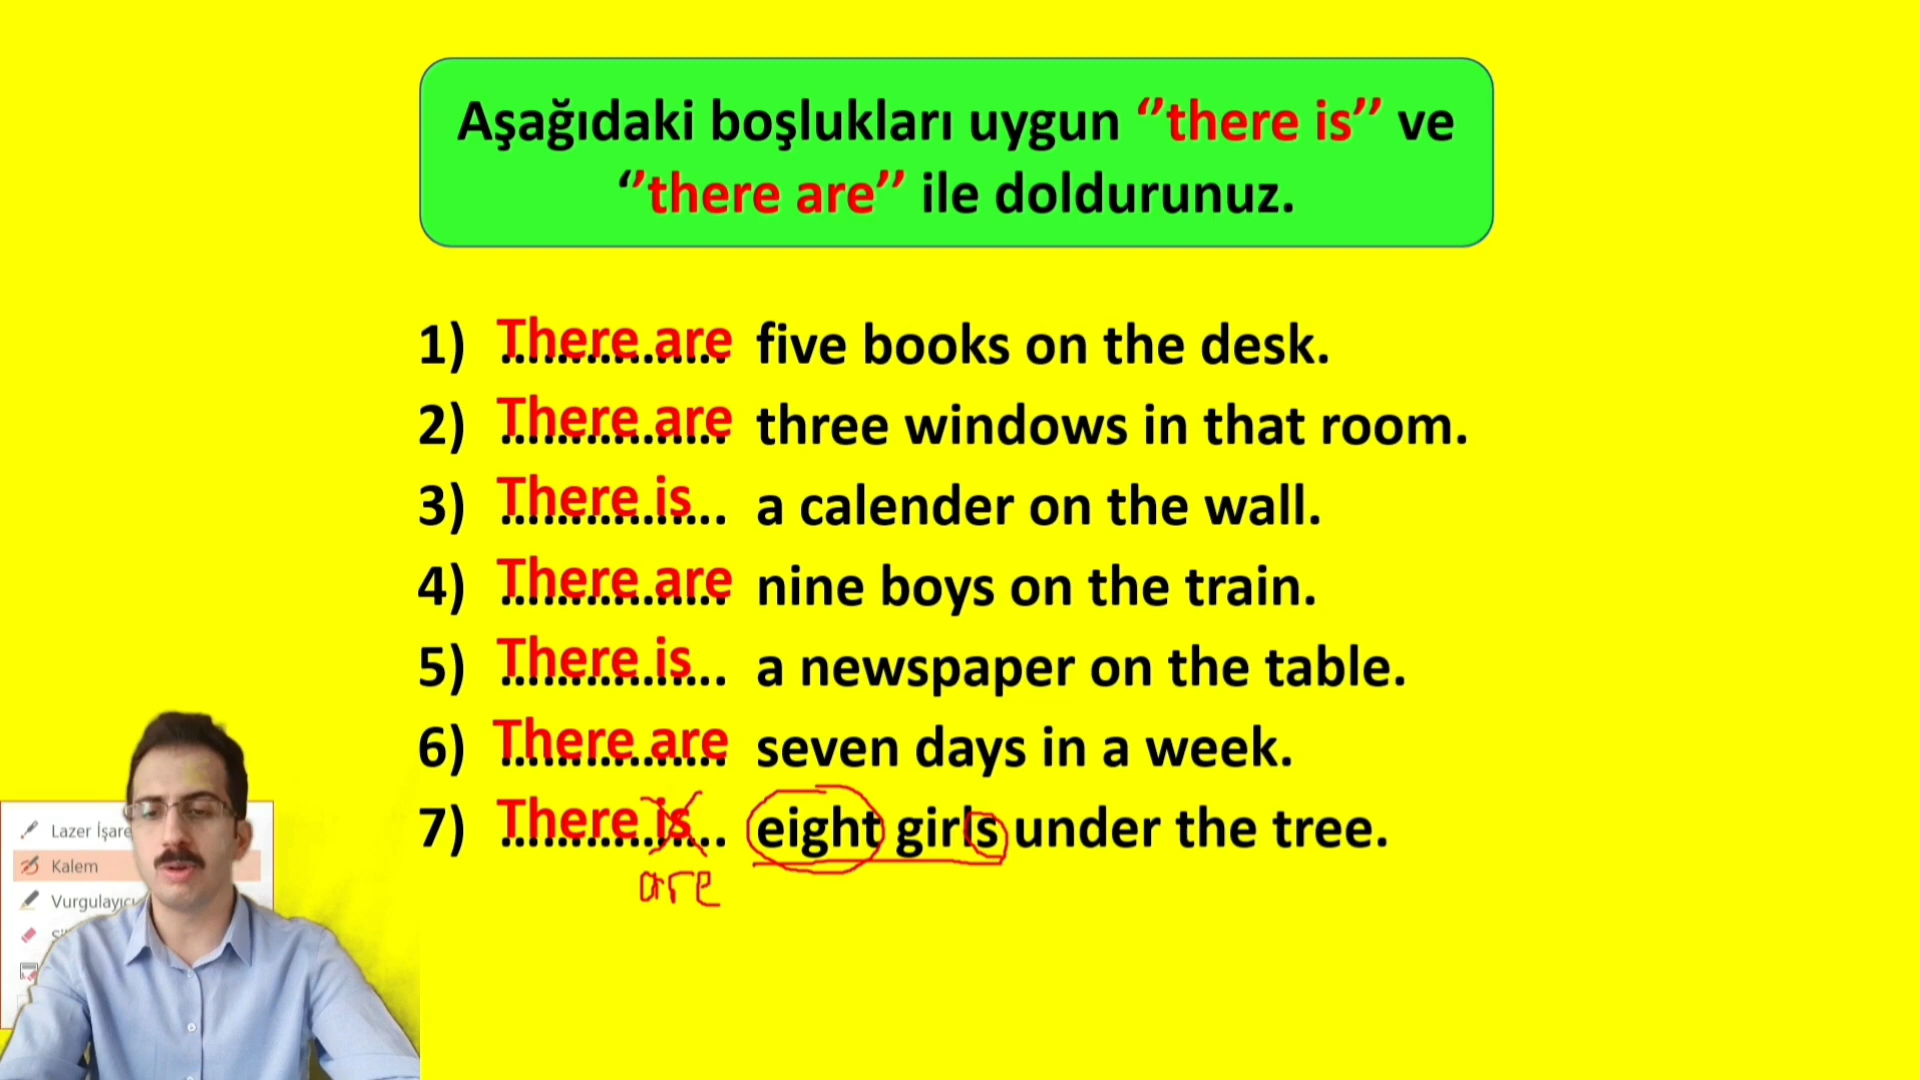 Aşağıdaki boşlukları uygun ‘’there is’’ ve
‘’there are’’ ile doldurunuz.
1) There are ................ five books on the desk.
2) There are ................ three windows in that room.
3) There is ................ a calender on the wall.
4) There are ................ nine boys on the train.
5) There is ................ a newspaper on the table.
6) There are ................ seven days in a week.
7) There is ................ eight girls under the tree.
are
Lazer İşare
Kalem
Vurgulayıcı